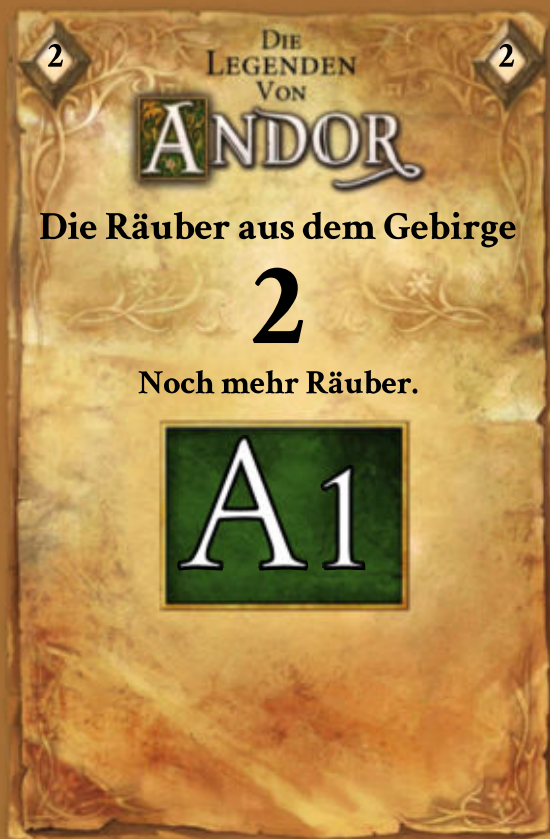 2
2
Die
Legenden
Von
Andor
Die Räuber aus dem Gebirge
2
Noch mehr Räuber.
A1